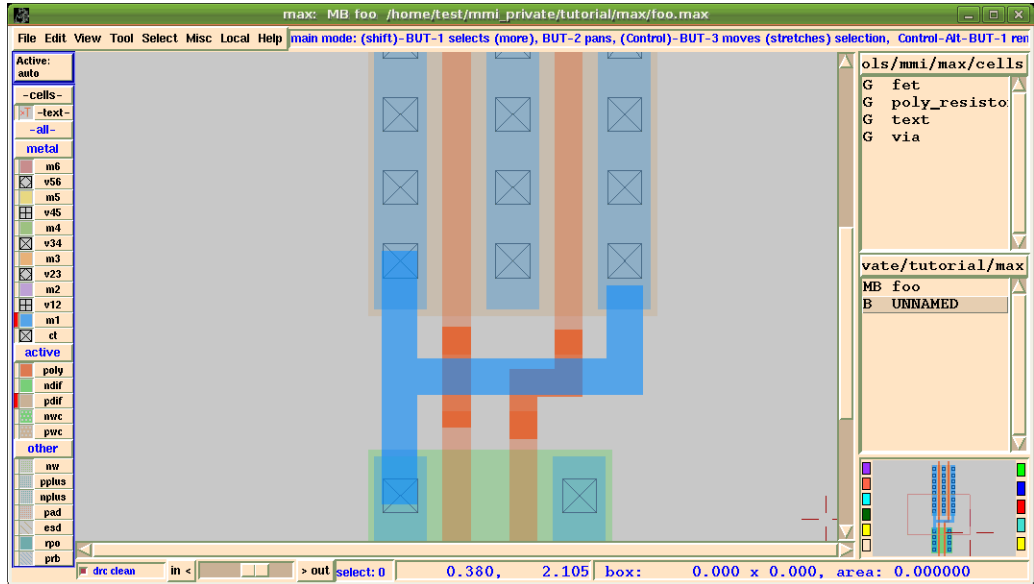 max: MB foo /home/test/mmi_private/tutorial/max/foo.max
File Edit View Tool Select Misc Local Help main mode: (shift)-BUT-1 selects (more), BUT-2 pans, (Control)-BUT-3 moves (stretches) selection, Control-Alt-BUT-1 ren
Active:
auto
-cells-
>T -text-
-all-
metal
m6
v56
m5
v45
m4
v34
m3
v23
m2
v12
m1
ct
active
poly
ndif
pdif
nwc
pwc
other
nw
pplus
nplus
pad
esd
rpo
prb
ols/mmi/max/cells
G fet
G poly_resisto
G text
G via
vate/tutorial/max
MB foo
B UNNAMED
drc clean in < > out select: 0 0.380, 2.105 box: 0.000 x 0.000, area: 0.000000